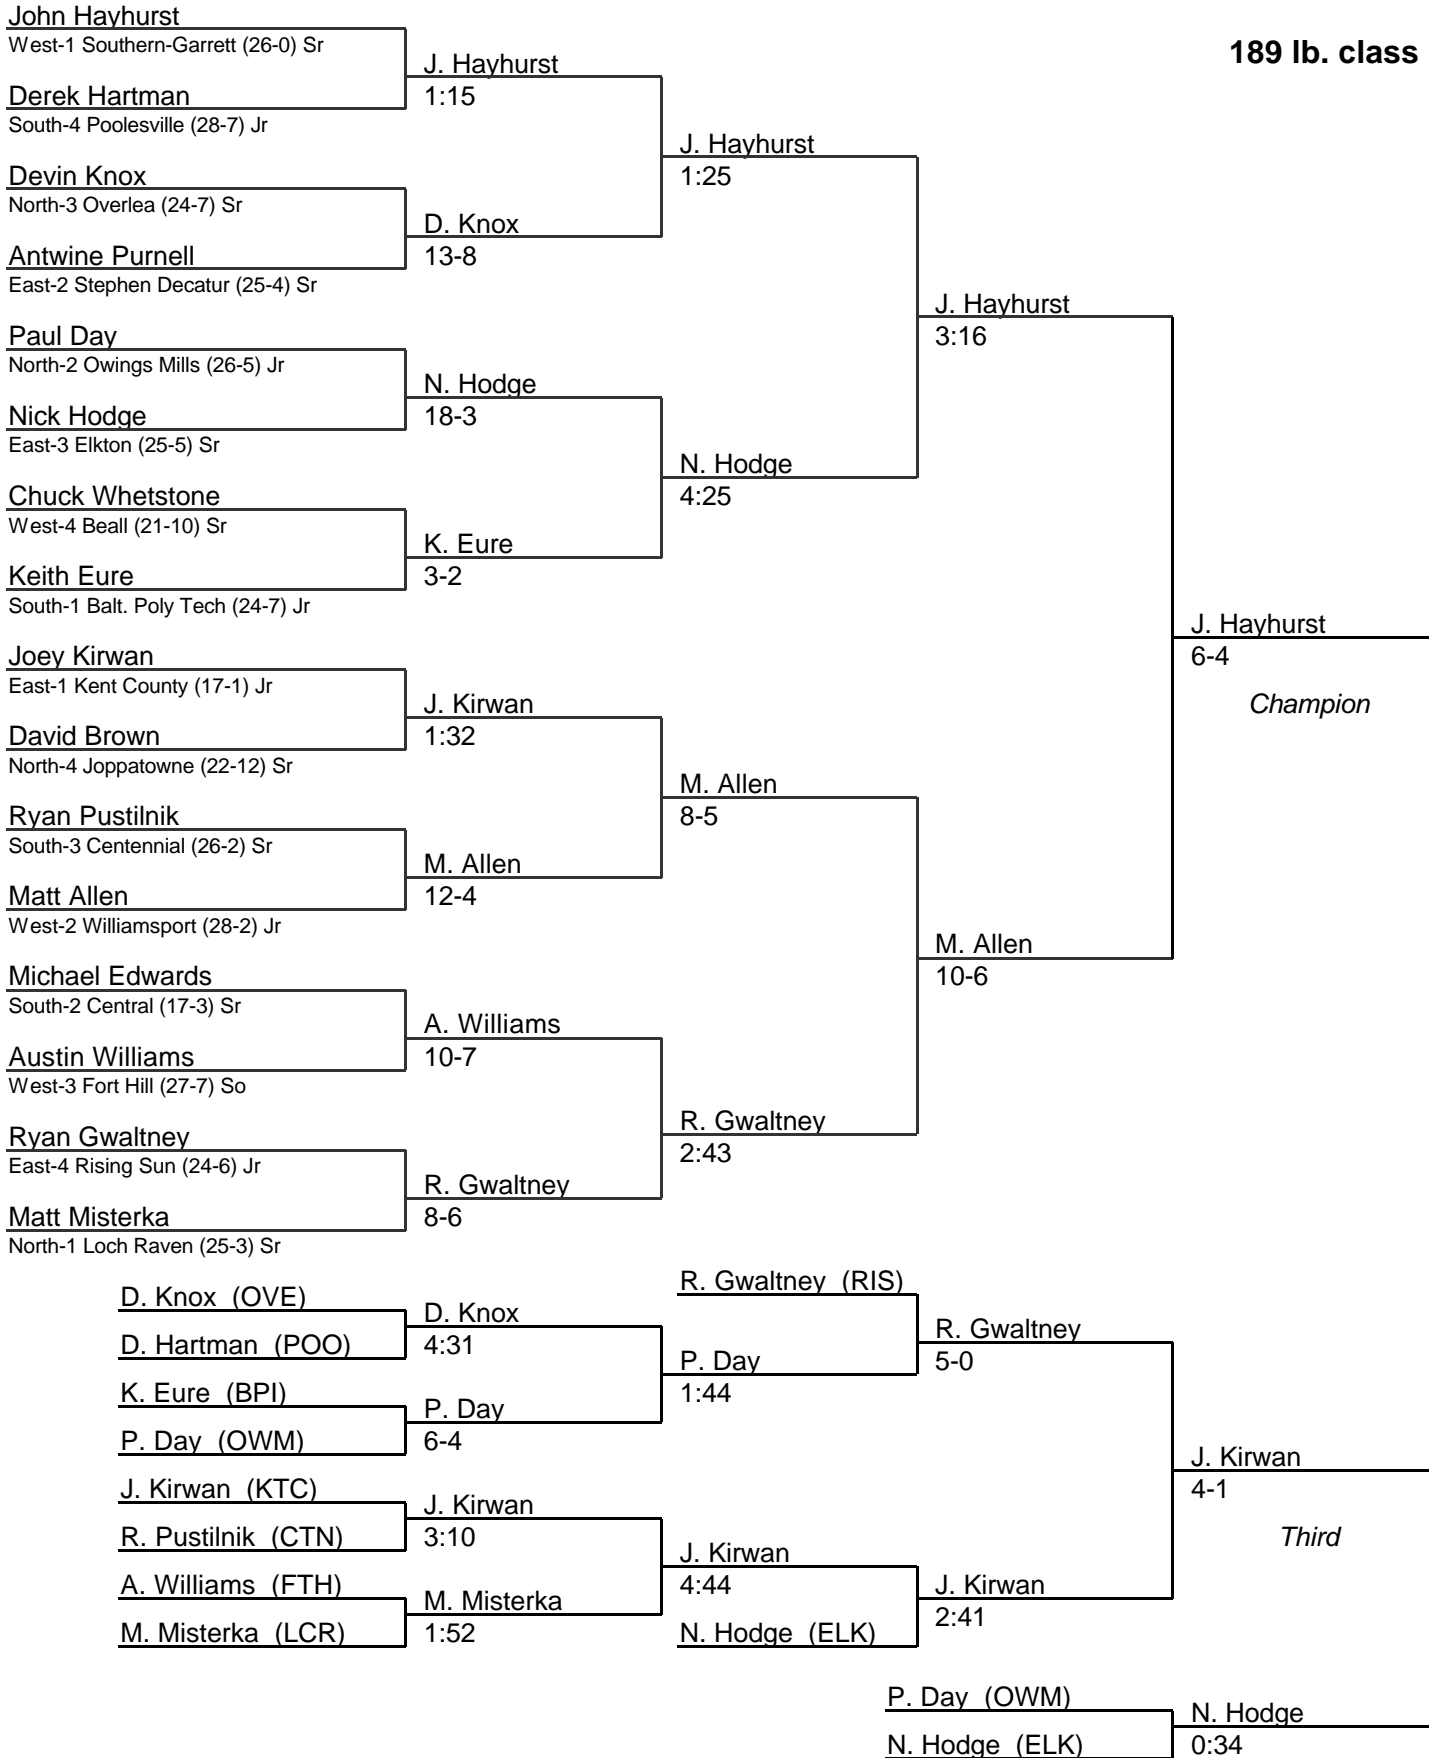 John Hayhurst
West-1 Southern-Garrett (26-0) Sr
189 lb. class
J. Hayhurst
Derek Hartman
1:15
South-4 Poolesville (28-7) Jr
J. Hayhurst
Devin Knox
1:25
North-3 Overlea (24-7) Sr
D. Knox
Antwine Purnell
13-8
East-2 Stephen Decatur (25-4) Sr
J. Hayhurst
Paul Day
3:16
North-2 Owings Mills (26-5) Jr
N. Hodge
Nick Hodge
18-3
East-3 Elkton (25-5) Sr
N. Hodge
Chuck Whetstone
4:25
West-4 Beall (21-10) Sr
K. Eure
Keith Eure
3-2
South-1 Balt. Poly Tech (24-7) Jr
J. Hayhurst
Joey Kirwan
6-4
East-1 Kent County (17-1) Jr
J. Kirwan
Champion
David Brown
1:32
North-4 Joppatowne (22-12) Sr
M. Allen
Ryan Pustilnik
8-5
South-3 Centennial (26-2) Sr
M. Allen
Matt Allen
12-4
West-2 Williamsport (28-2) Jr
M. Allen
Michael Edwards
10-6
South-2 Central (17-3) Sr
A. Williams
Austin Williams
10-7
West-3 Fort Hill (27-7) So
R. Gwaltney
Ryan Gwaltney
2:43
East-4 Rising Sun (24-6) Jr
R. Gwaltney
Matt Misterka
8-6
North-1 Loch Raven (25-3) Sr
R. Gwaltney (RIS)
D. Knox (OVE)
D. Knox
R. Gwaltney
D. Hartman (POO)
4:31
5-0
P. Day
K. Eure (BPI)
1:44
P. Day
P. Day (OWM)
6-4
J. Kirwan
J. Kirwan (KTC)
4-1
J. Kirwan
R. Pustilnik (CTN)
3:10
Third
J. Kirwan
A. Williams (FTH)
4:44
J. Kirwan
M. Misterka
2:41
M. Misterka (LCR)
1:52
N. Hodge (ELK)
P. Day (OWM)
N. Hodge
N. Hodge (ELK)
0:34